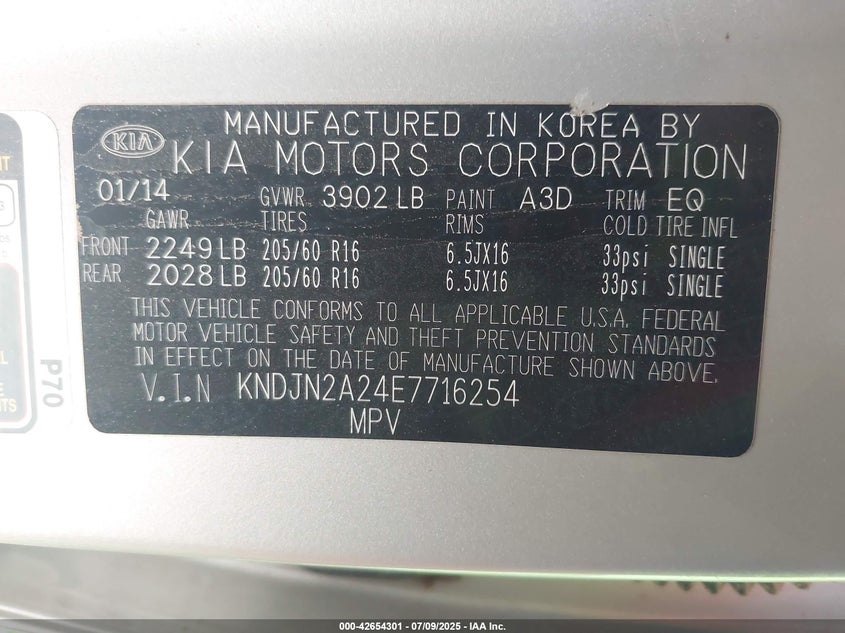 MANUFACTURED IN KOREA BY
KIA
KIA MOTORS CORPORATION
01/14 GVWR 3902 LB PAINT A3D TRIM EQ
GAWR TIRES RIMS COLD TIRE INFL
FRONT 2249 LB 205/60 R16 6.5JX16 33psi SINGLE
REAR 2028 LB 205/60 R16 6.5JX16 33psi SINGLE
THIS VEHICLE CONFORMS TO ALL APPLICABLE U.S.A. FEDERAL
MOTOR VEHICLE SAFETY AND THEFT PREVENTION STANDARDS
IN EFFECT ON THE DATE OF MANUFACTURE SHOWN ABOVE.
V.I.N KNDJN2A24E7716254
MPV
P70
000-42654301 / 07/09/2025 - IAA Inc.